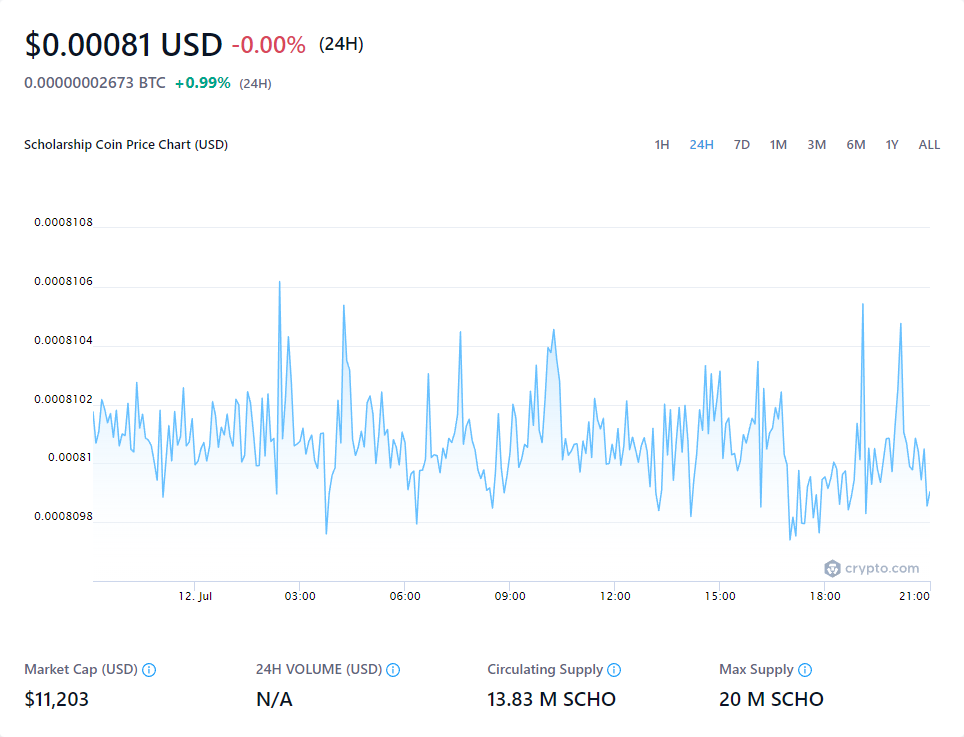 $0.00081 USD -0.00% (24H)
0.00000002673 BTC +0.99% (24H)
Scholarship Coin Price Chart (USD) 1H 24H 7D 1M 3M 6M 1Y ALL
0.0008108
0.0008106
0.0008104
0.0008102
0.00081
0.0008098
crypto.com
12. Jul 03:00 06:00 09:00 12:00 15:00 18:00 21:00
Market Cap (USD) 24H VOLUME (USD) Circulating Supply Max Supply
$11,203 N/A 13.83 M SCHO 20 M SCHO